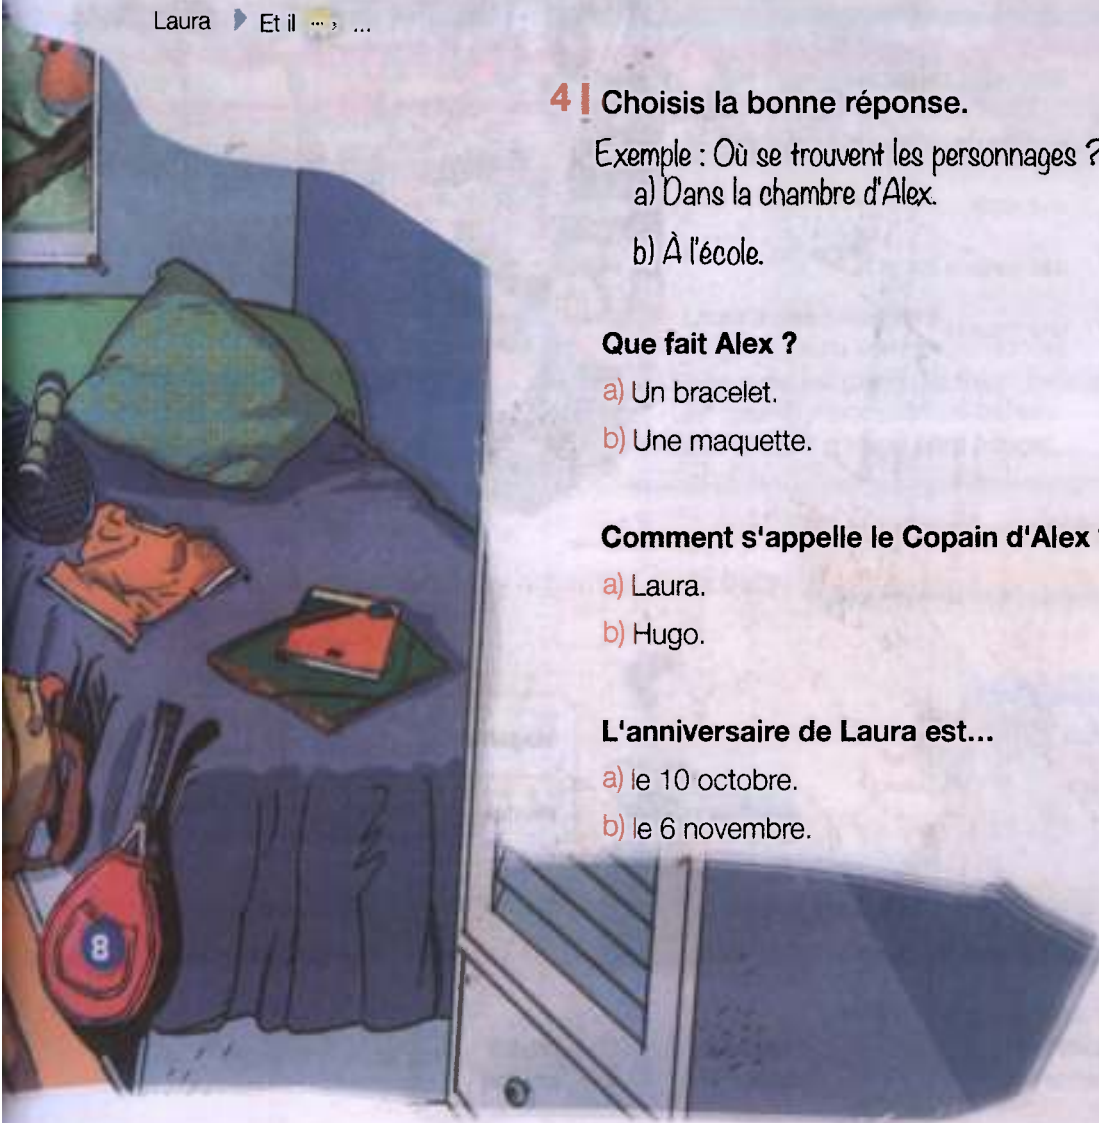 Laura Et il ... , ...
4 Choisis la bonne réponse.
Exemple : Où se trouvent les personnages ?
a) Dans la chambre d'Alex.
b) À l'école.
Que fait Alex ?
a) Un bracelet.
b) Une maquette.
Comment s'appelle le Copain d'Alex ?
a) Laura.
b) Hugo.
L'anniversaire de Laura est...
a) le 10 octobre.
b) le 6 novembre.
8